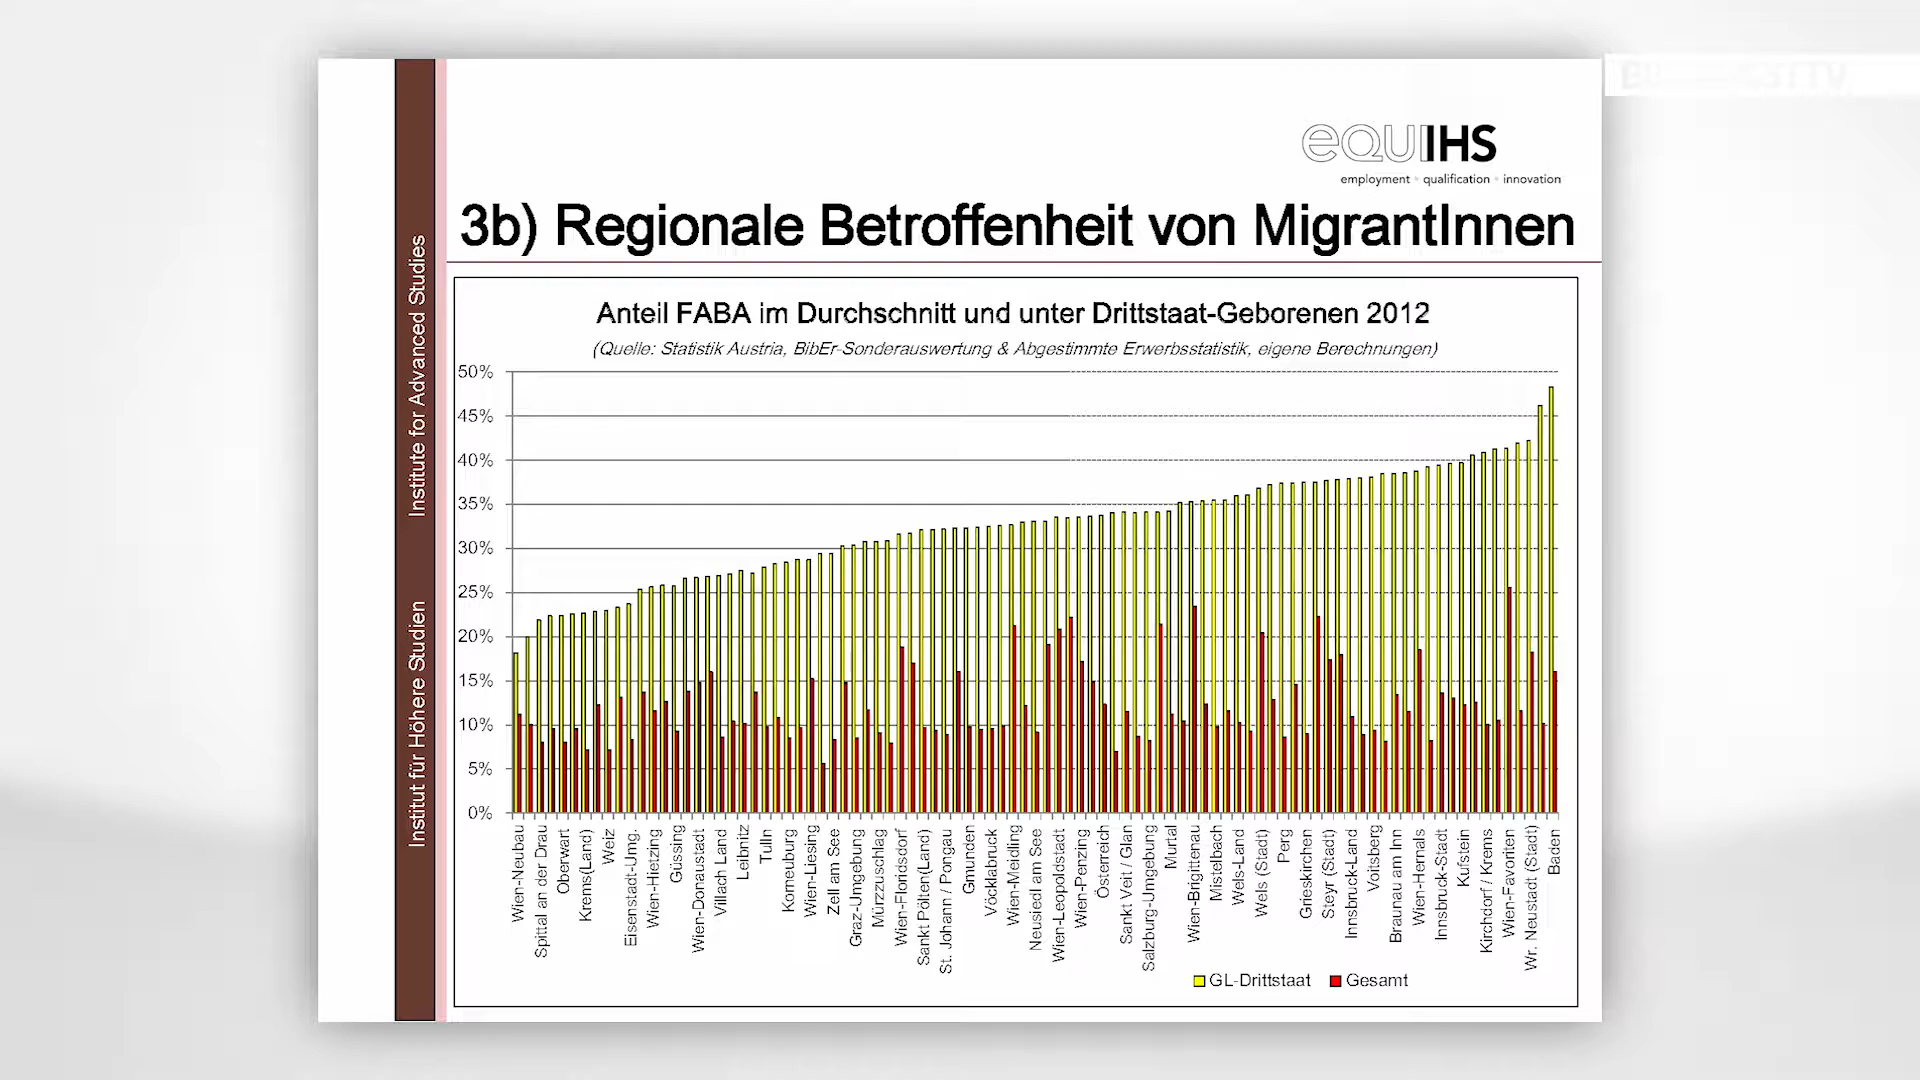 equIHS
employment • qualification • innovation
3b) Regionale Betroffenheit von MigrantInnen
Institut für Höhere Studien Institute for Advanced Studies
Anteil FABA im Durchschnitt und unter Drittstaat-Geborenen 2012
(Quelle: Statistik Austria, BibEr-Sonderauswertung & Abgestimmte Erwerbsstatistik, eigene Berechnungen)
50%
45%
40%
35%
30%
25%
20%
15%
10%
5%
0%
Wien-Neubau
Spittal an der Drau
Oberwart
Krems(Land)
Weiz
Eisenstadt-Umg.
Wien-Hietzing
Güssing
Wien-Donaustadt
Villach Land
Leibnitz
Tulln
Korneuburg
Wien-Liesing
Zell am See
Graz-Umgebung
Mürzzuschlag
Wien-Floridsdorf
Sankt Pölten(Land)
St. Johann / Pongau
Gmunden
Vöcklabruck
Wien-Meidling
Neusiedl am See
Wien-Leopoldstadt
Wien-Penzing
Österreich
Sankt Veit / Glan
Salzburg-Umgebung
Murtal
Wien-Brigittenau
Mistelbach
Wels-Land
Wels (Stadt)
Perg
Grieskirchen
Steyr (Stadt)
Innsbruck-Land
Voitsberg
Braunau am Inn
Wien-Hernals
Innsbruck-Stadt
Kufstein
Kirchdorf / Krems
Wien-Favoriten
Wr. Neustadt (Stadt)
Baden
GL-Drittstaat
Gesamt